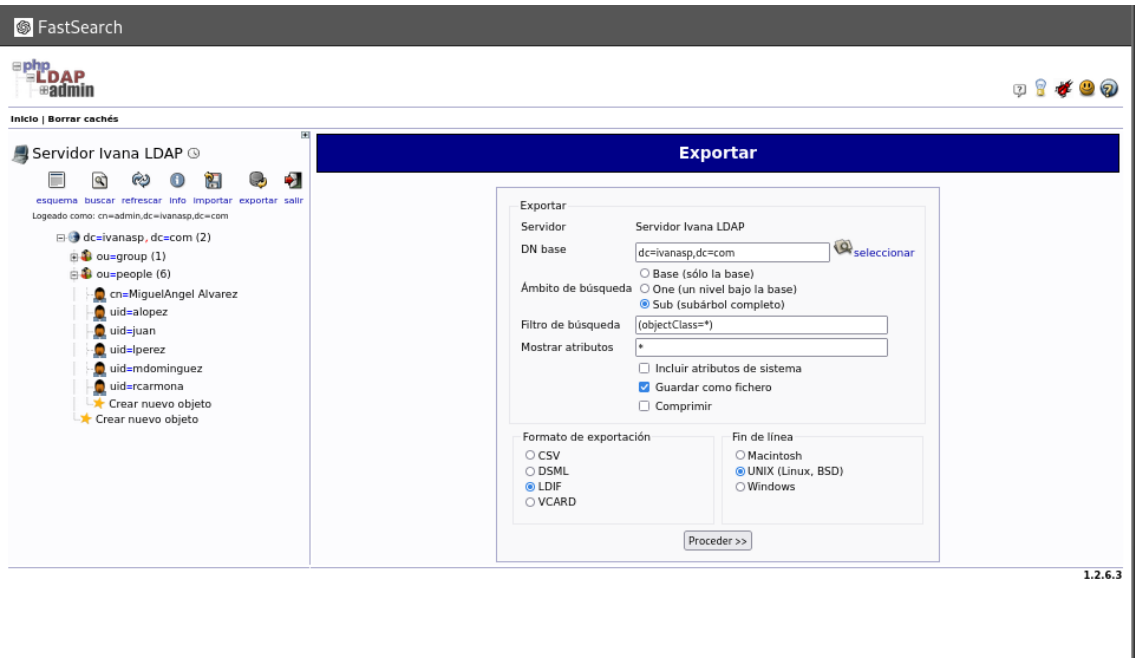 FastSearch
php
LDAP
admin
Inicio | Borrar cachés
Servidor Ivana LDAP
esquema buscar refrescar info importar exportar salir
Logeado como: cn=admin,dc=ivanasp,dc=com
dc=ivanasp, dc=com (2)
ou=group (1)
ou=people (6)
cn=MiguelAngel Alvarez
uid=alopez
uid=juan
uid=lperez
uid=mdominguez
uid=rcarmona
Crear nuevo objeto
Crear nuevo objeto
Exportar
Exportar
Servidor Servidor Ivana LDAP
DN base dc=ivanasp,dc=com seleccionar
Ámbito de búsqueda
Base (sólo la base)
One (un nivel bajo la base)
Sub (subárbol completo)
Filtro de búsqueda (objectClass=*)
Mostrar atributos *
Incluir atributos de sistema
Guardar como fichero
Comprimir
Formato de exportación
CSV
DSML
LDIF
VCARD
Fin de línea
Macintosh
UNIX (Linux, BSD)
Windows
Proceder >>
1.2.6.3